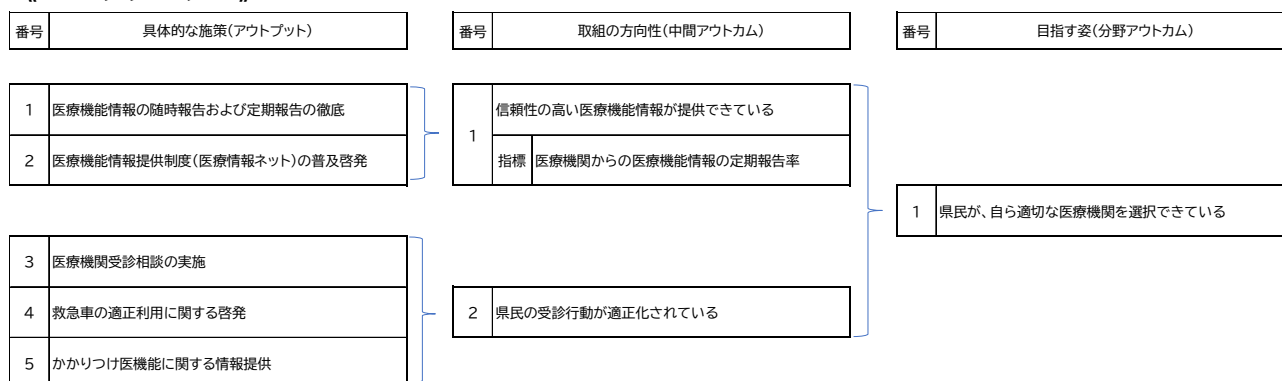 番号 具体的な施策(アウトプット) 番号 取組の方向性(中間アウトカム) 番号 目指す姿(分野アウトカム)
1 医療機能情報の随時報告および定期報告の徹底
2 医療機能情報提供制度(医療情報ネット)の普及啓発
1 信頼性の高い医療機能情報が提供できている
指標 医療機関からの医療機能情報の定期報告率
1 県民が、自ら適切な医療機関を選択できている
3 医療機関受診相談の実施
4 救急車の適正利用に関する啓発
5 かかりつけ医機能に関する情報提供
2 県民の受診行動が適正化されている